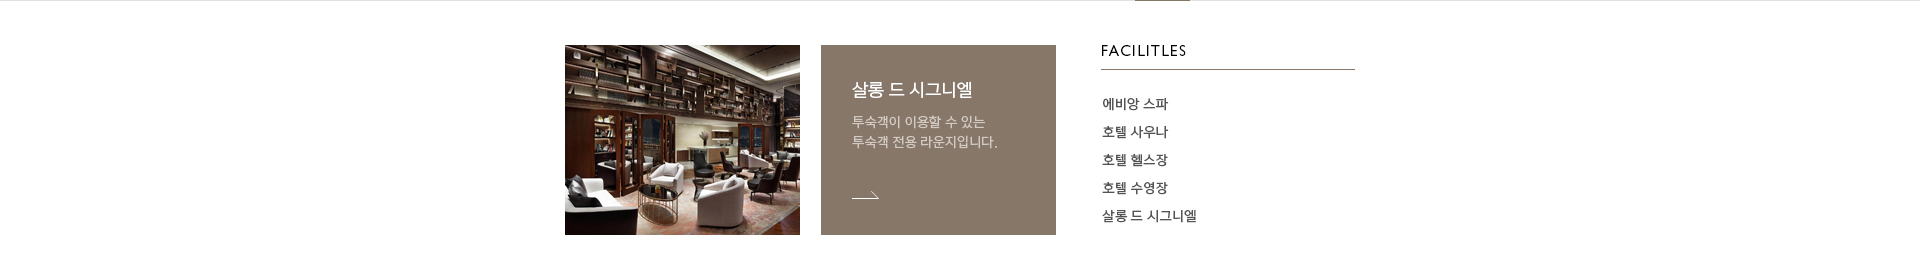 살롱 드 시그니엘
투숙객이 이용할 수 있는
투숙객 전용 라운지입니다.
FACILITLES
에비앙 스파
호텔 사우나
호텔 헬스장
호텔 수영장
살롱 드 시그니엘